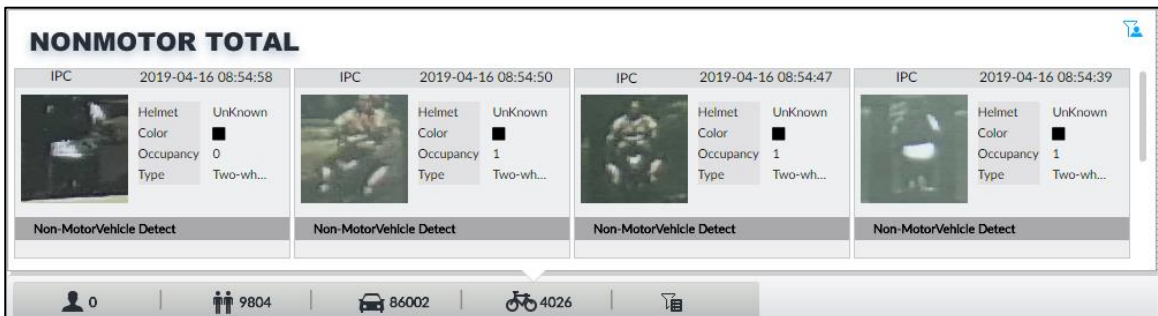 NONMOTOR TOTAL
IPC 2019-04-16 08:54:58
Helmet UnKnown
Color
Occupancy 0
Type Two-wh...
Non-MotorVehicle Detect
IPC 2019-04-16 08:54:50
Helmet UnKnown
Color
Occupancy 1
Type Two-wh...
Non-MotorVehicle Detect
IPC 2019-04-16 08:54:47
Helmet UnKnown
Color
Occupancy 1
Type Two-wh...
Non-MotorVehicle Detect
IPC 2019-04-16 08:54:39
Helmet UnKnown
Color
Occupancy 1
Type Two-wh...
Non-MotorVehicle Detect
0 9804 86002 4026